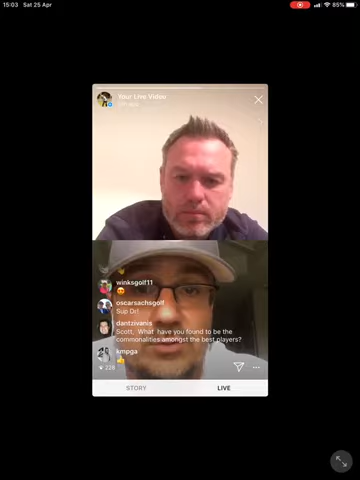 15:03 Sat 25 Apr
85%
Your Live Video
winksgolf11
oscarsachsgolf
Sup Dr!
dantzivanis
Scott, What have you found to be the
commonalities amongst the best players?
kmpga
228
STORY
LIVE